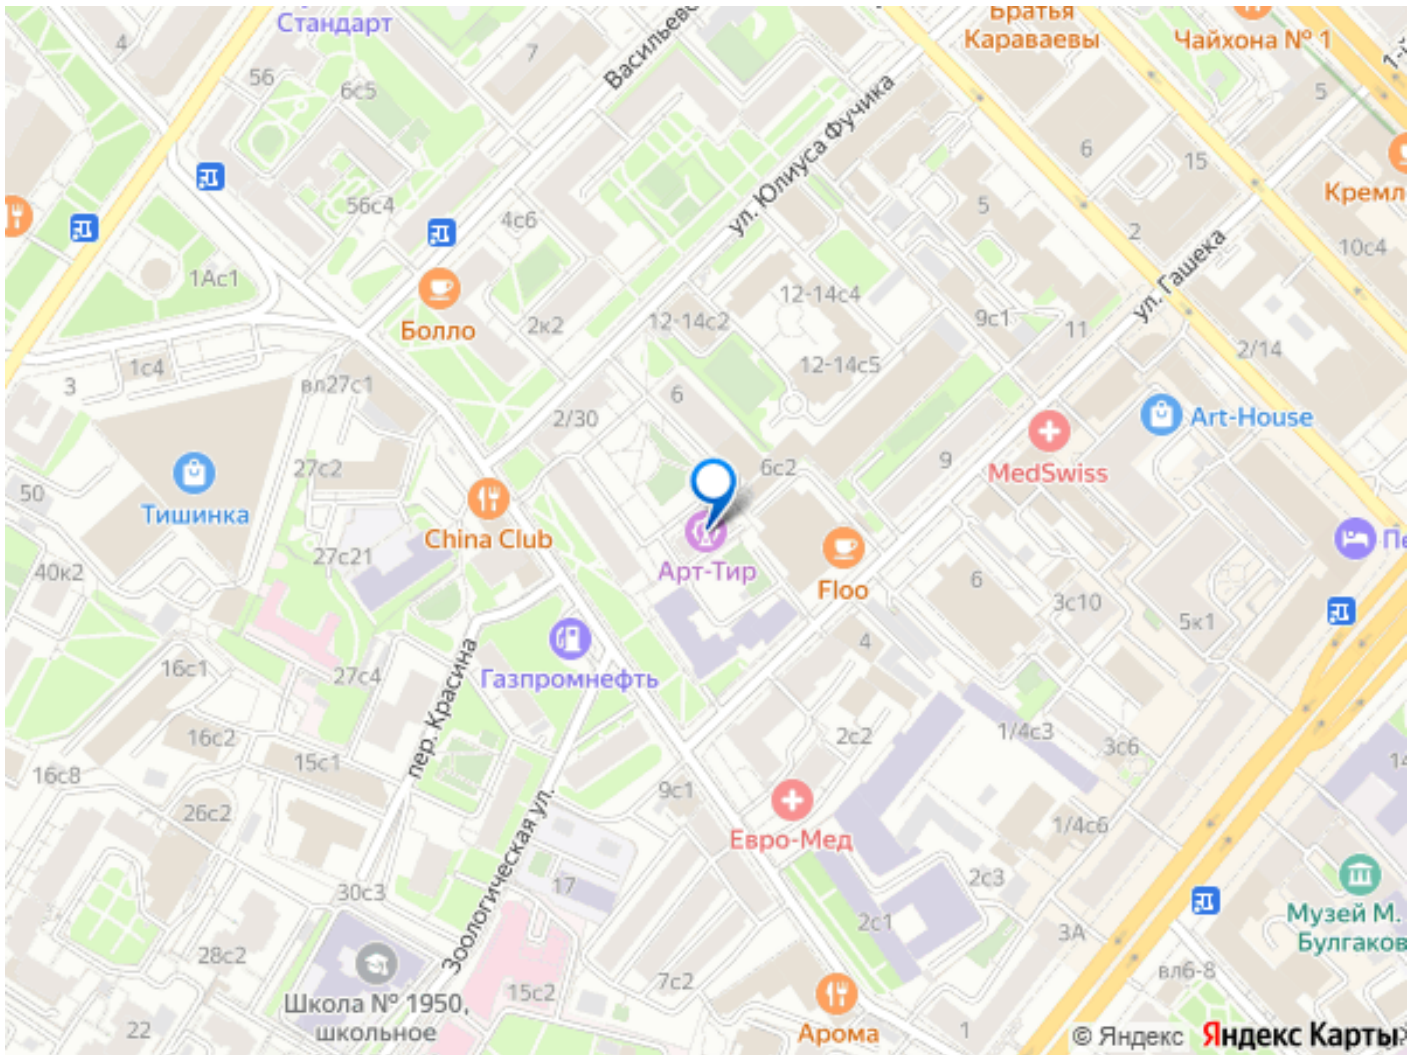 Стандарт
Братья
Караваевы
Чайхона № 1
4
7
56
6с5
5
ул. Юлиуса Фучика
6
15
Кремл
56с4
4с6
5
2
10с4
1Ас1
ул. Гашека
12-14с4
Болло
2к2
12-14с2
9с1
11
2/14
1с4
3
вл27с1
12-14с5
6
2/30
Art-House
27с2
6с2
9
MedSwiss
50
Тишинка
China Club
27с21
Арт-Тир
Floo
40к2
6
3с10
5к1
4
16с1
27с4
Газпромнефть
пер. Красина
16с2
2с2
1/4с3
3с6
15с1
16с8
9с1
26с2
Евро-Мед
1/4с6
Зоологическая ул.
30с3
17
2с3
Музей М.
Булгаков
2с1
3А
28с2
вл6-8
7с2
15с2
Школа № 1950,
школьное
22
Арома
1
© Яндекс Яндекс Карты